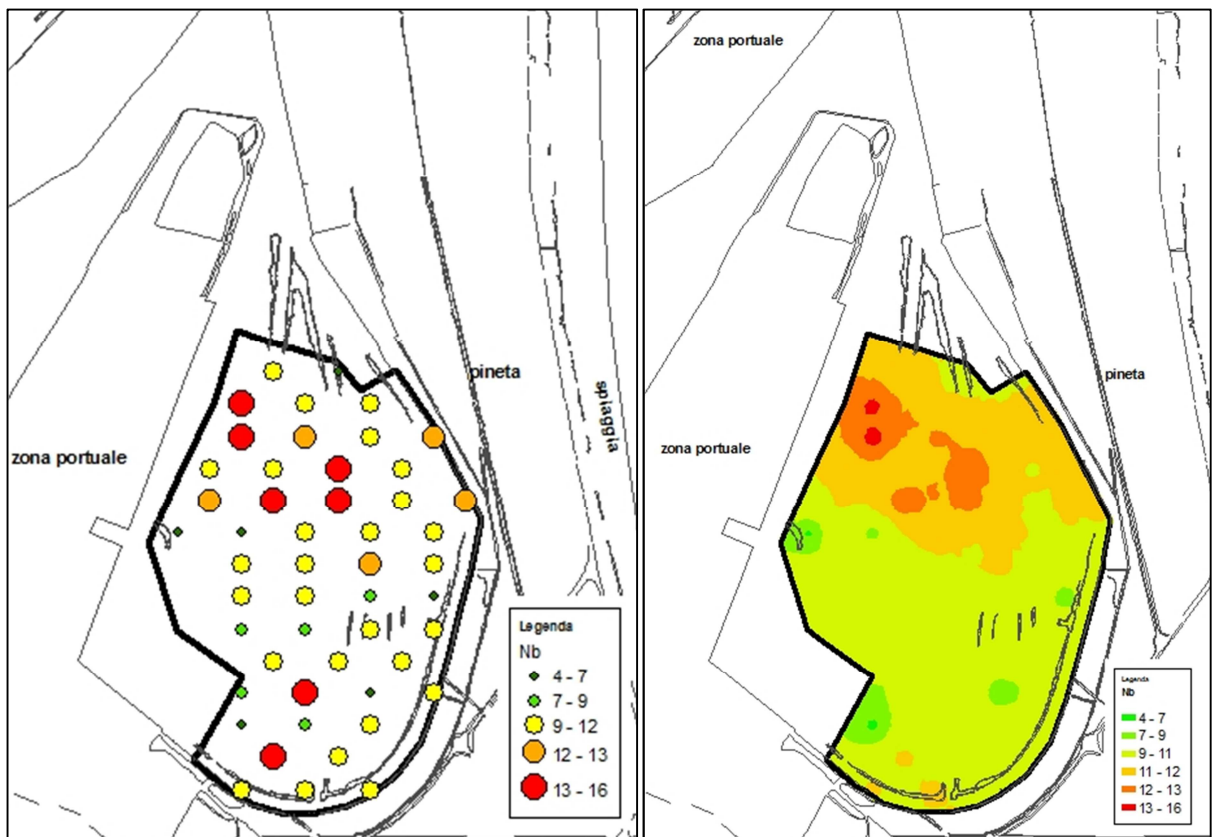 zona portuale
pineta
spiaggia
Legenda
Nb
4 - 7
7 - 9
9 - 12
12 - 13
13 - 16
zona portuale
zona portuale
pineta
Legenda
Nb
4 - 7
7 - 9
9 - 11
11 - 12
12 - 13
13 - 16